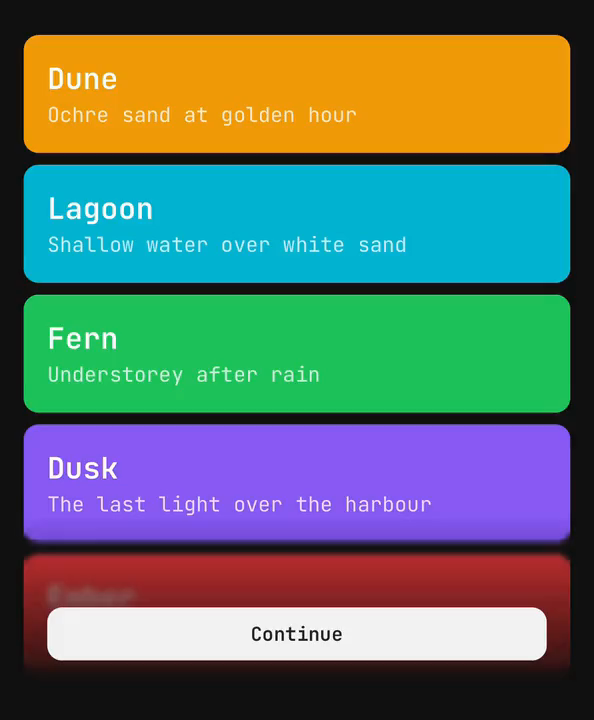 Dune
Ochre sand at golden hour
Lagoon
Shallow water over white sand
Fern
Understorey after rain
Dusk
The last light over the harbour
Ember
Continue